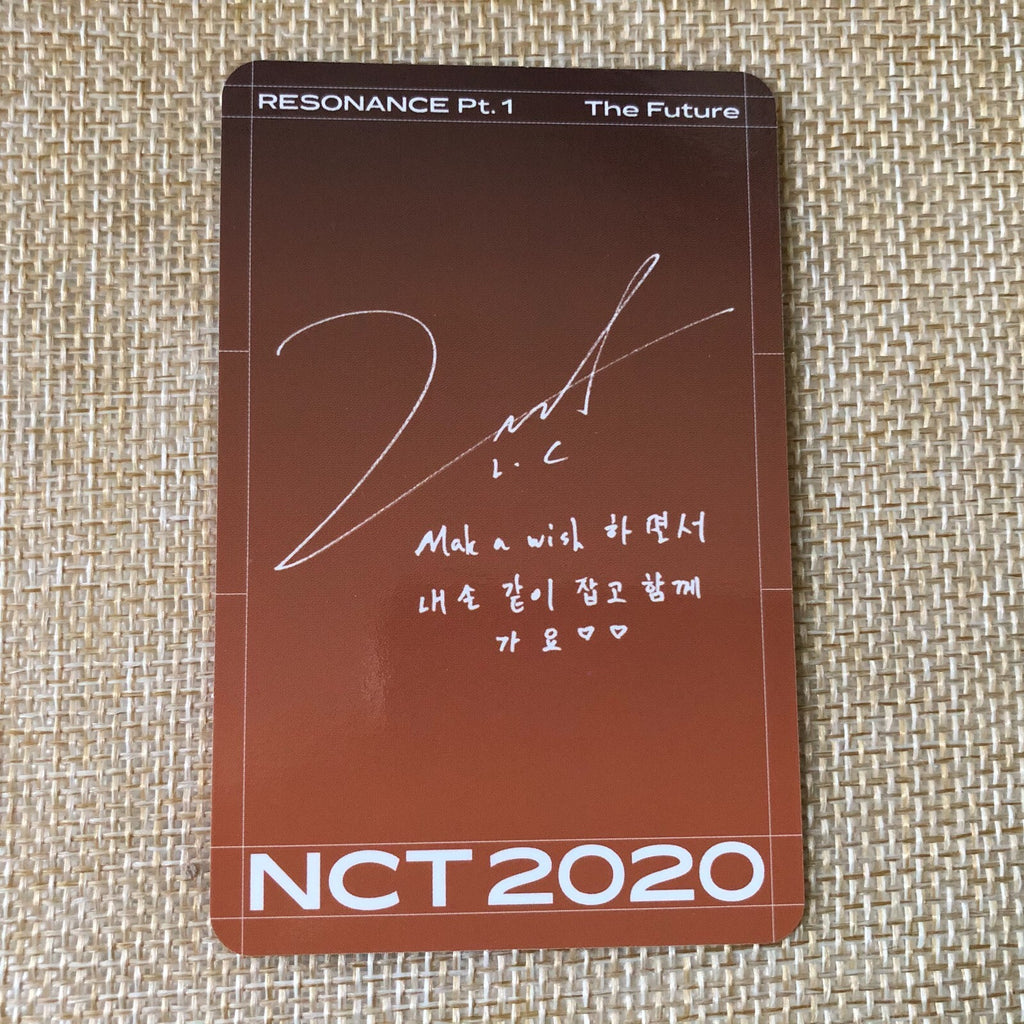 RESONANCE Pt. 1 The Future
L. C
Mak a wish 하면서
내 손 같이 잡고 함께
가요♡♡
NCT 2020